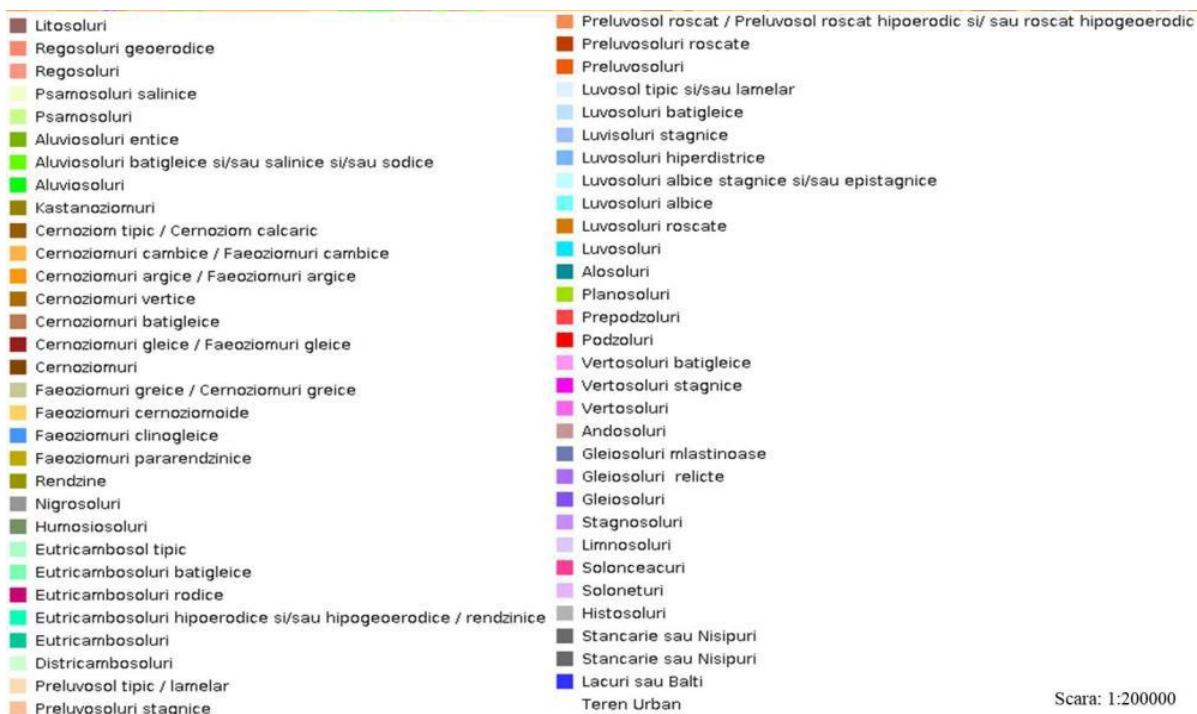 Litosoluri
Regosoluri geoerodice
Regosoluri
Psamosoluri salinice
Psamosoluri
Aluviosoluri entice
Aluviosoluri batigleice si/sau salinice si/sau sodice
Aluviosoluri
Kastanoziomuri
Cernoziom tipic / Cernoziom calcaric
Cernoziomuri cambice / Faeoziomuri cambice
Cernoziomuri argice / Faeoziomuri argice
Cernoziomuri vertice
Cernoziomuri batigleice
Cernoziomuri gleice / Faeoziomuri gleice
Cernoziomuri
Faeoziomuri greice / Cernoziomuri greice
Faeoziomuri cernoziomoide
Faeoziomuri clinogleice
Faeoziomuri pararendzinice
Rendzine
Nigrosoluri
Humosiosoluri
Eutricambosol tipic
Eutricambosoluri batigleice
Eutricambosoluri rodice
Eutricambosoluri hipoerodice si/sau hipogeoerodice / rendzinice
Eutricambosoluri
Districambosoluri
Preluvosol tipic / lamelar
Preluvosoluri stagnice
Preluvosol roscat / Preluvosol roscat hipoerodic si/ sau roscat hipogeoerodic
Preluvosoluri roscate
Preluvosoluri
Luvosol tipic si/sau lamelar
Luvosoluri batigleice
Luvisoluri stagnice
Luvosoluri hiperdistrice
Luvosoluri albice stagnice si/sau epistagnice
Luvosoluri albice
Luvosoluri roscate
Luvosoluri
Alosoluri
Planosoluri
Prepodzoluri
Podzoluri
Vertosoluri batigleice
Vertosoluri stagnice
Vertosoluri
Andosoluri
Gleiosoluri mlastinoase
Gleiosoluri relicte
Gleiosoluri
Stagnosoluri
Limnosoluri
Solonceacuri
Soloneturi
Histosoluri
Stancarie sau Nisipuri
Stancarie sau Nisipuri
Lacuri sau Balti
Teren Urban
Scara: 1:200000